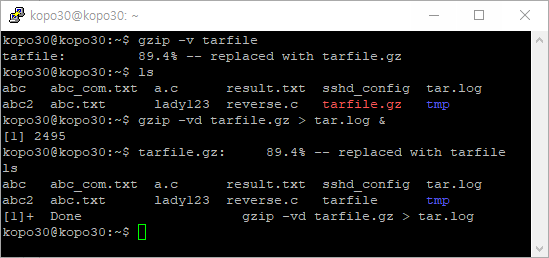 kopo30@kopo30: ~
kopo30@kopo30:~$ gzip -v tarfile
tarfile:         89.4% -- replaced with tarfile.gz
kopo30@kopo30:~$ ls
abc   abc_com.txt  a.c      result.txt  sshd_config  tar.log
abc2  abc.txt      lady123  reverse.c   tarfile.gz   tmp
kopo30@kopo30:~$ gzip -vd tarfile.gz > tar.log &
[1] 2495
kopo30@kopo30:~$ tarfile.gz:     89.4% -- replaced with tarfile
ls
abc   abc_com.txt  a.c      result.txt  sshd_config  tar.log
abc2  abc.txt      lady123  reverse.c   tarfile      tmp
[1]+  Done                    gzip -vd tarfile.gz > tar.log
kopo30@kopo30:~$